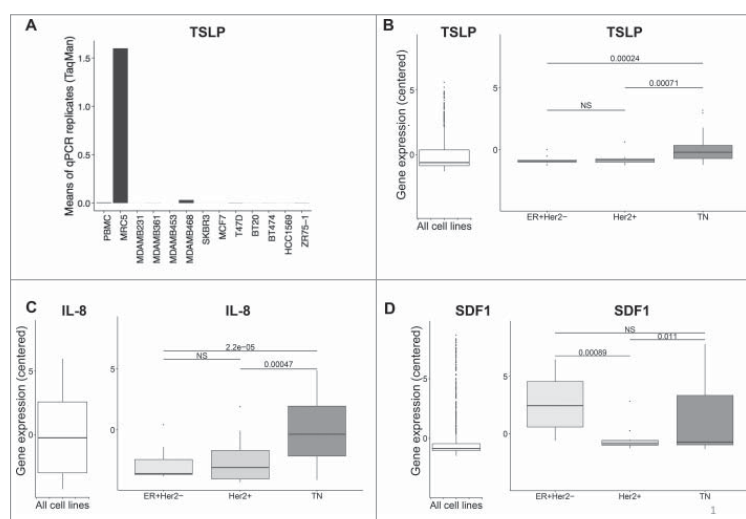 A
TSLP
Means of qPCR replicates (TaqMan)
1.5
1.0
0.5
0.0
PBMC
MRC5
MDAMB231
MDAMB361
MDAMB453
MDAMB468
SKBR3
MCF7
T47D
BT20
BT474
HCC1569
ZR75-1
B
TSLP
TSLP
Gene expression (centered)
5
0
All cell lines
5
0
0.00024
0.00071
NS
ER+Her2−
Her2+
TN
C
IL-8
IL-8
Gene expression (centered)
5
0
All cell lines
5
0
2.2e−05
NS
0.00047
ER+Her2−
Her2+
TN
D
SDF1
SDF1
Gene expression (centered)
5
0
All cell lines
5
0
NS
0.011
0.00089
ER+Her2−
Her2+
TN
1